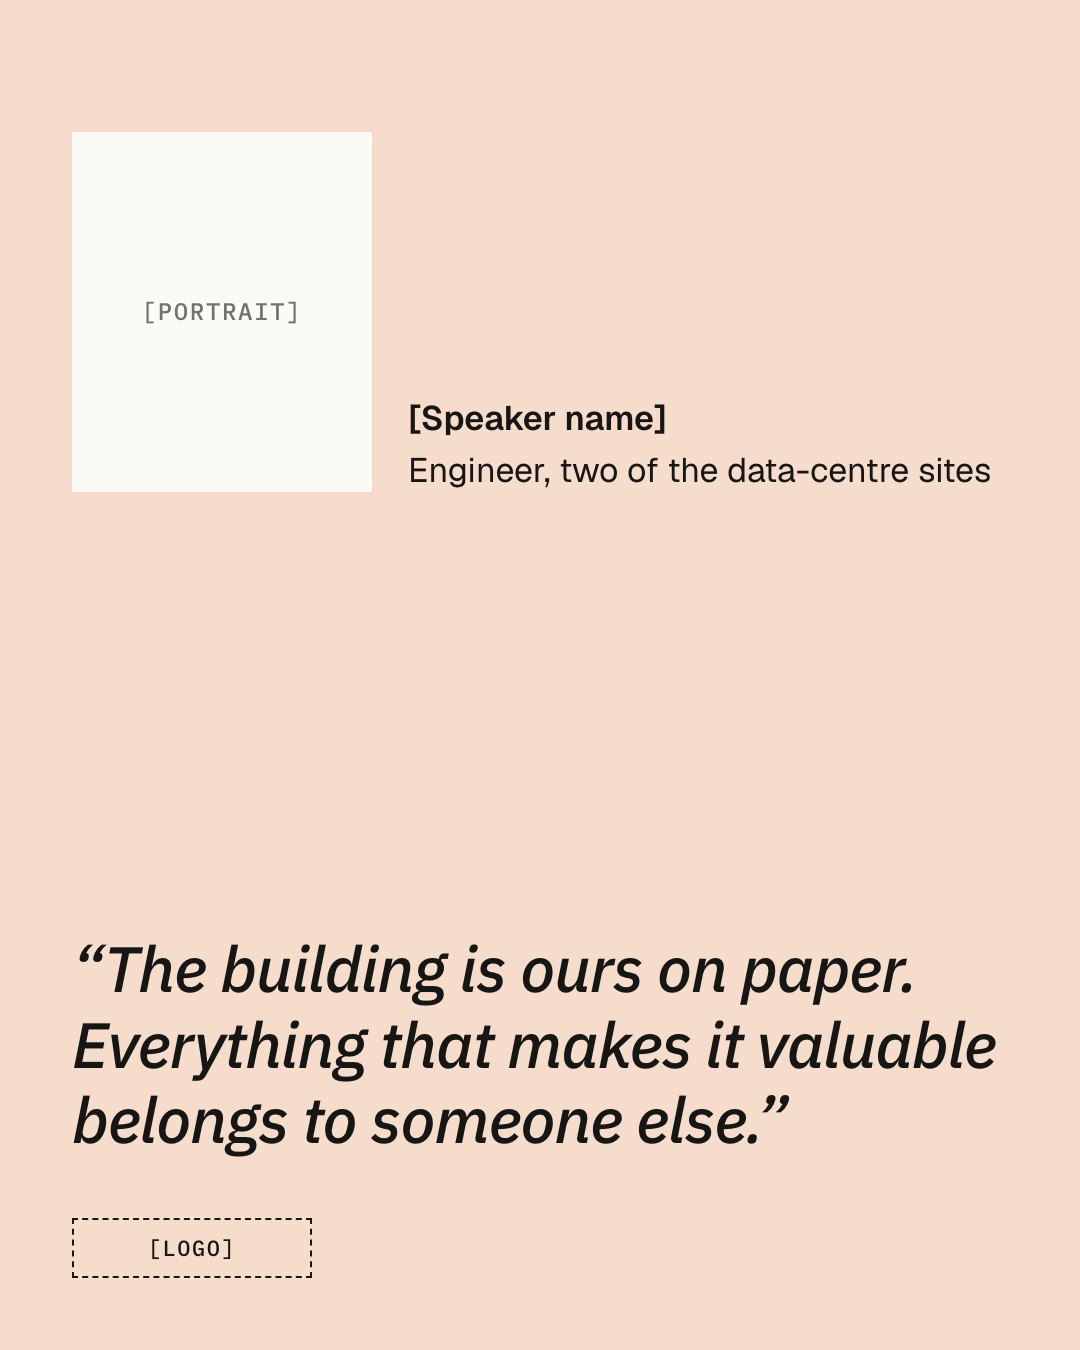 [PORTRAIT]
[Speaker name]
Engineer, two of the data-centre sites
“The building is ours on paper.
Everything that makes it valuable
belongs to someone else.”
[LOGO]